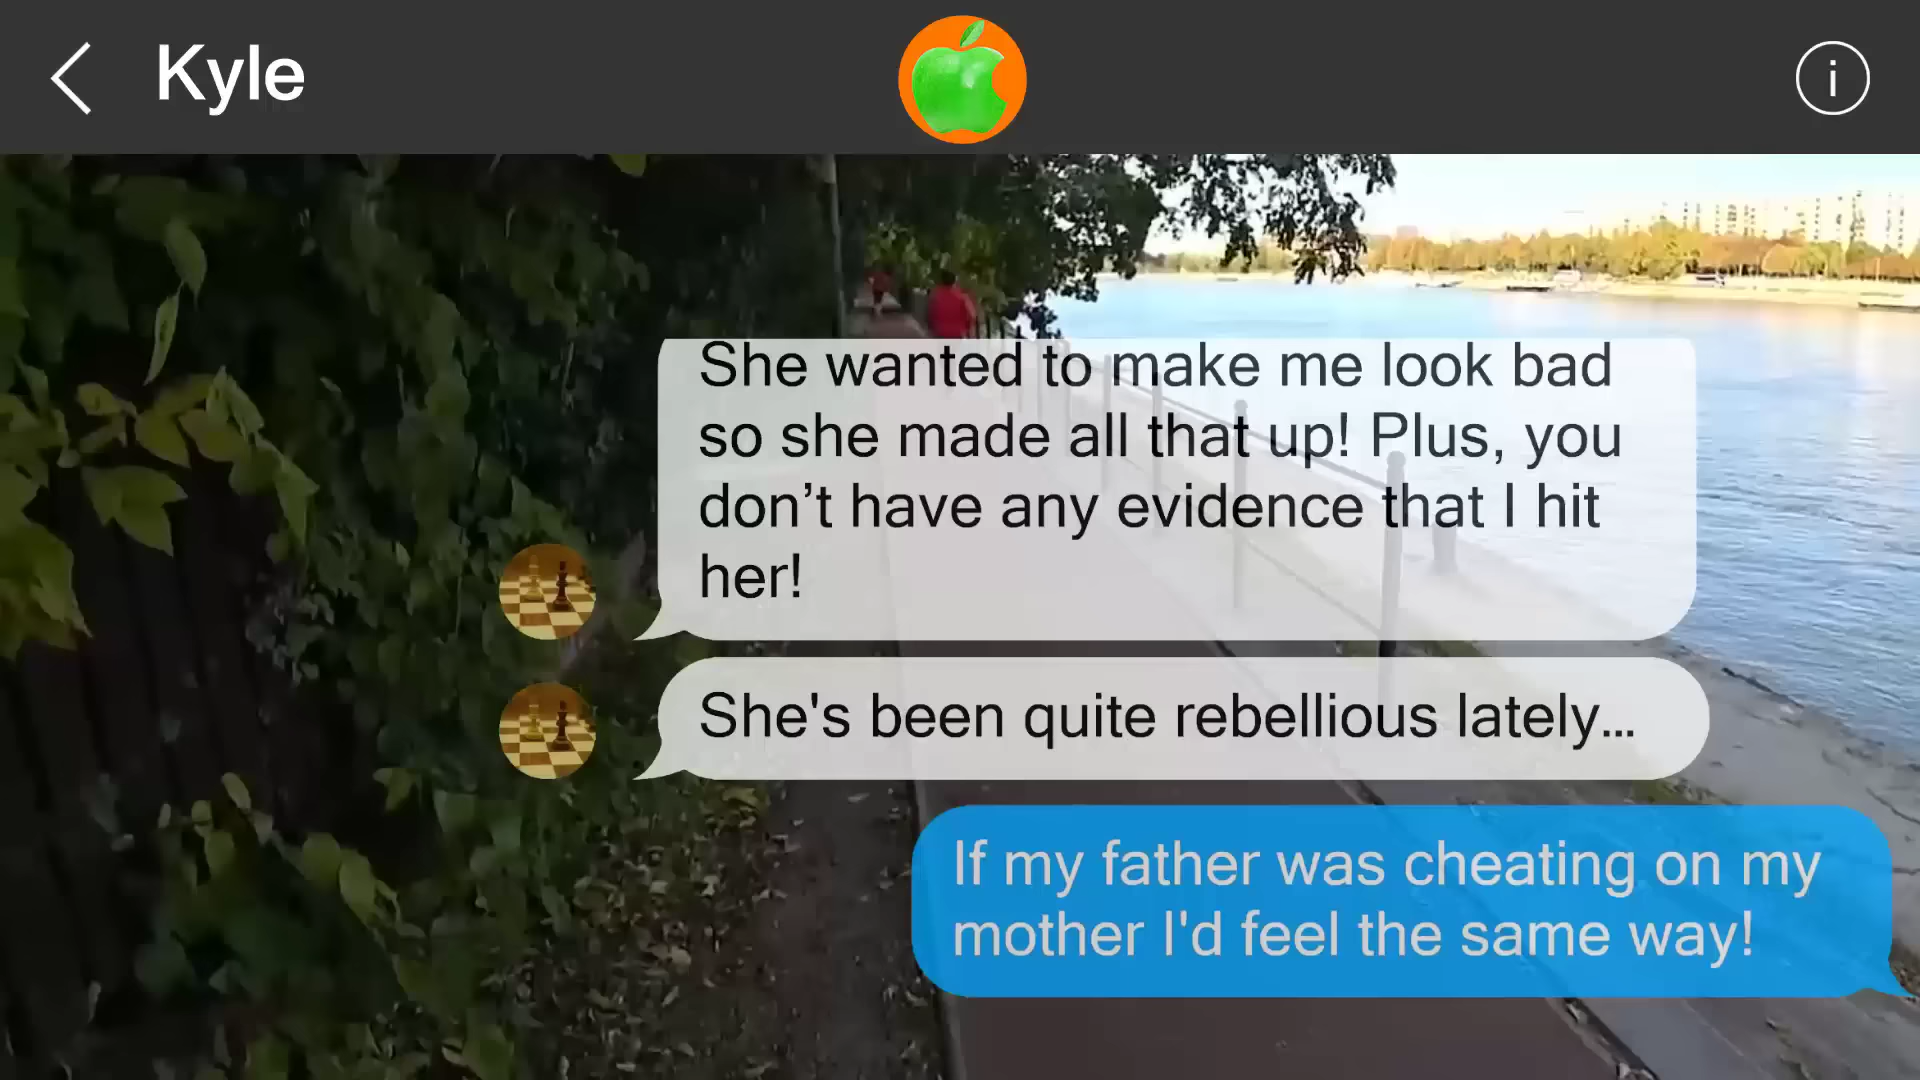 Kyle
i
She wanted to make me look bad
so she made all that up! Plus, you
don’t have any evidence that I hit
her!
She's been quite rebellious lately...
If my father was cheating on my
mother I'd feel the same way!